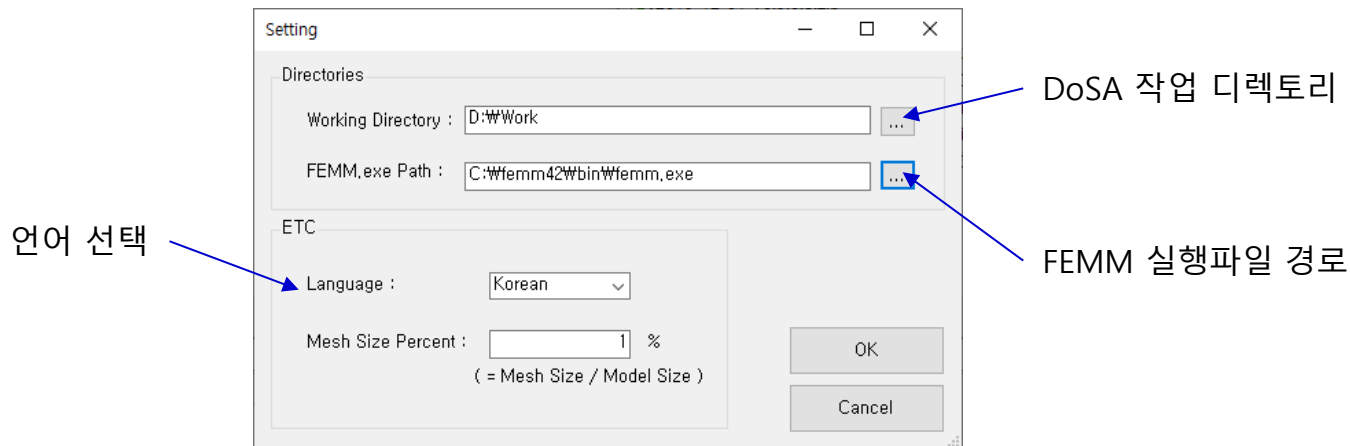 Setting
Directories
Working Directory : D:₩Work ...
FEMM,exe Path : C:₩femm42₩bin₩femm,exe ...
DoSA 작업 디렉토리
FEMM 실행파일 경로
언어 선택
ETC
Language : Korean
Mesh Size Percent : 1 %
( = Mesh Size / Model Size )
OK
Cancel